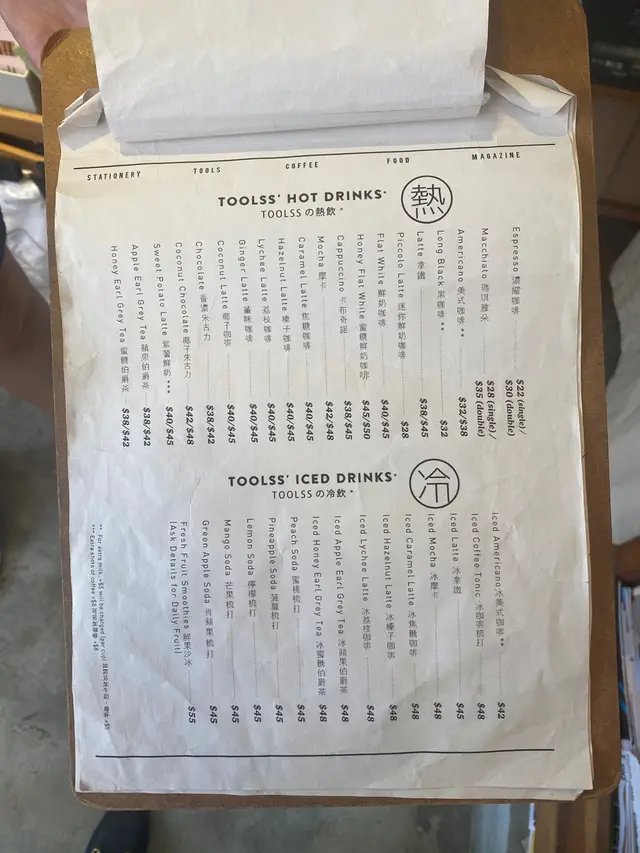 STATIONERY TOOLS COFFEE FOOD MAGAZINE
TOOLSS' HOT DRINKS*
TOOLSS の熱飲 *
熱
Espresso 濃縮咖啡 $22 (single) / $30 (double)
Macchiato 瑪琪雅朵 $28 (single) / $35 (double)
Americano 美式咖啡 ** $32/$38
Long Black 黑咖啡 ** $32
Latte 拿鐵 $38/$45
Piccolo Latte 迷你鮮奶咖啡 $28
Flat White 鮮奶咖啡 $40/$45
Honey Flat White 蜜糖鮮奶咖啡 $45/$50
Cappuccino 卡布奇諾 $38/$45
Mocha 摩卡 $42/$48
Caramel Latte 焦糖咖啡 $40/$45
Hazelnut Latte 榛子咖啡 $40/$45
Lychee Latte 荔枝咖啡 $40/$45
Ginger Latte 薑味咖啡 $40/$45
Coconut Latte 椰子咖啡 $40/$45
Chocolate 香濃朱古力 $38/$42
Coconut Chocolate 椰子朱古力 $42/$48
Sweet Potato Latte 紫薯鮮奶 *** $40/$45
Apple Earl Grey Tea 蘋果伯爵茶 $38/$42
Honey Earl Grey Tea 蜜糖伯爵茶 $38/$42
TOOLSS' ICED DRINKS*
TOOLSS の冷飲 *
冷
Iced Americano 冰美式咖啡 ** $42
Iced Coffee Tonic 冰咖啡梳打 $48
Iced Latte 冰拿鐵 $45
Iced Mocha 冰摩卡 $48
Iced Caramel Latte 冰焦糖咖啡 $48
Iced Hazelnut Latte 冰榛子咖啡 $48
Iced Lychee Latte 冰荔枝咖啡 $48
Iced Apple Earl Grey Tea 冰蘋果伯爵茶 $48
Iced Honey Earl Grey Tea 冰蜜糖伯爵茶 $48
Peach Soda 蜜桃梳打 $45
Pineapple Soda 菠蘿梳打 $45
Lemon Soda 檸檬梳打 $45
Mango Soda 芒果梳打 $45
Green Apple Soda 青蘋果梳打 $45
Fresh Fruit Smoothies 鮮果沙冰 $55
(Ask Details for Daily Fruit)
** For extra milk, +$5 will be charged (per cup) +$5
*** Extra shots of coffee +$8 +$8